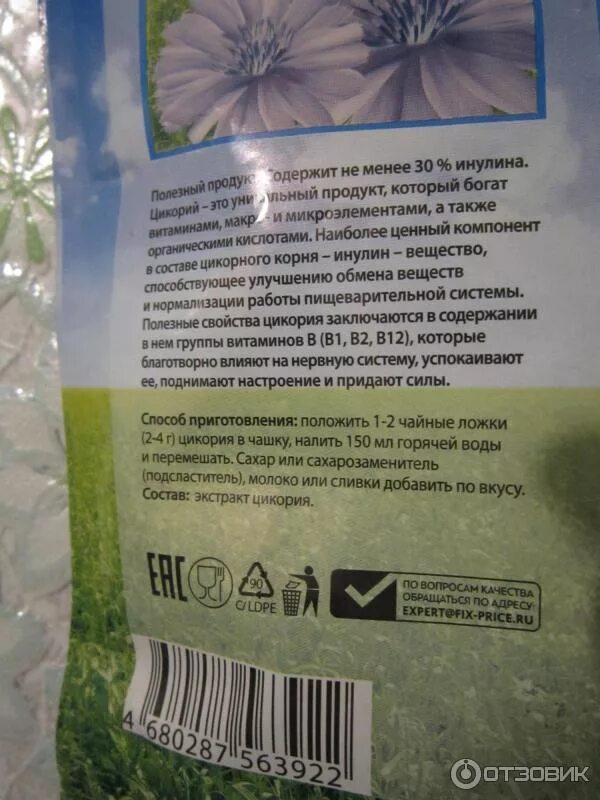 Полезный продукт. Содержит не менее 30 % инулина.
Цикорий – это уникальный продукт, который богат
витаминами, макро- и микроэлементами, а также
органическими кислотами. Наиболее ценный компонент
в составе цикорного корня – инулин – вещество,
способствующее улучшению обмена веществ
и нормализации работы пищеварительной системы.
Полезные свойства цикория заключаются в содержании
в нем группы витаминов В (В1, В2, В12), которые
благотворно влияют на нервную систему, успокаивают
ее, поднимают настроение и придают силы.
Способ приготовления: положить 1-2 чайные ложки
(2-4 г) цикория в чашку, налить 150 мл горячей воды
и перемешать. Сахар или сахарозаменитель
(подсластитель), молоко или сливки добавить по вкусу.
Состав: экстракт цикория.
ЕАС
90
C/LDPE
ПО ВОПРОСАМ КАЧЕСТВА
ОБРАЩАТЬСЯ ПО АДРЕСУ:
EXPERT@FIX-PRICE.RU
4 680287 563922
ОТЗОВИК